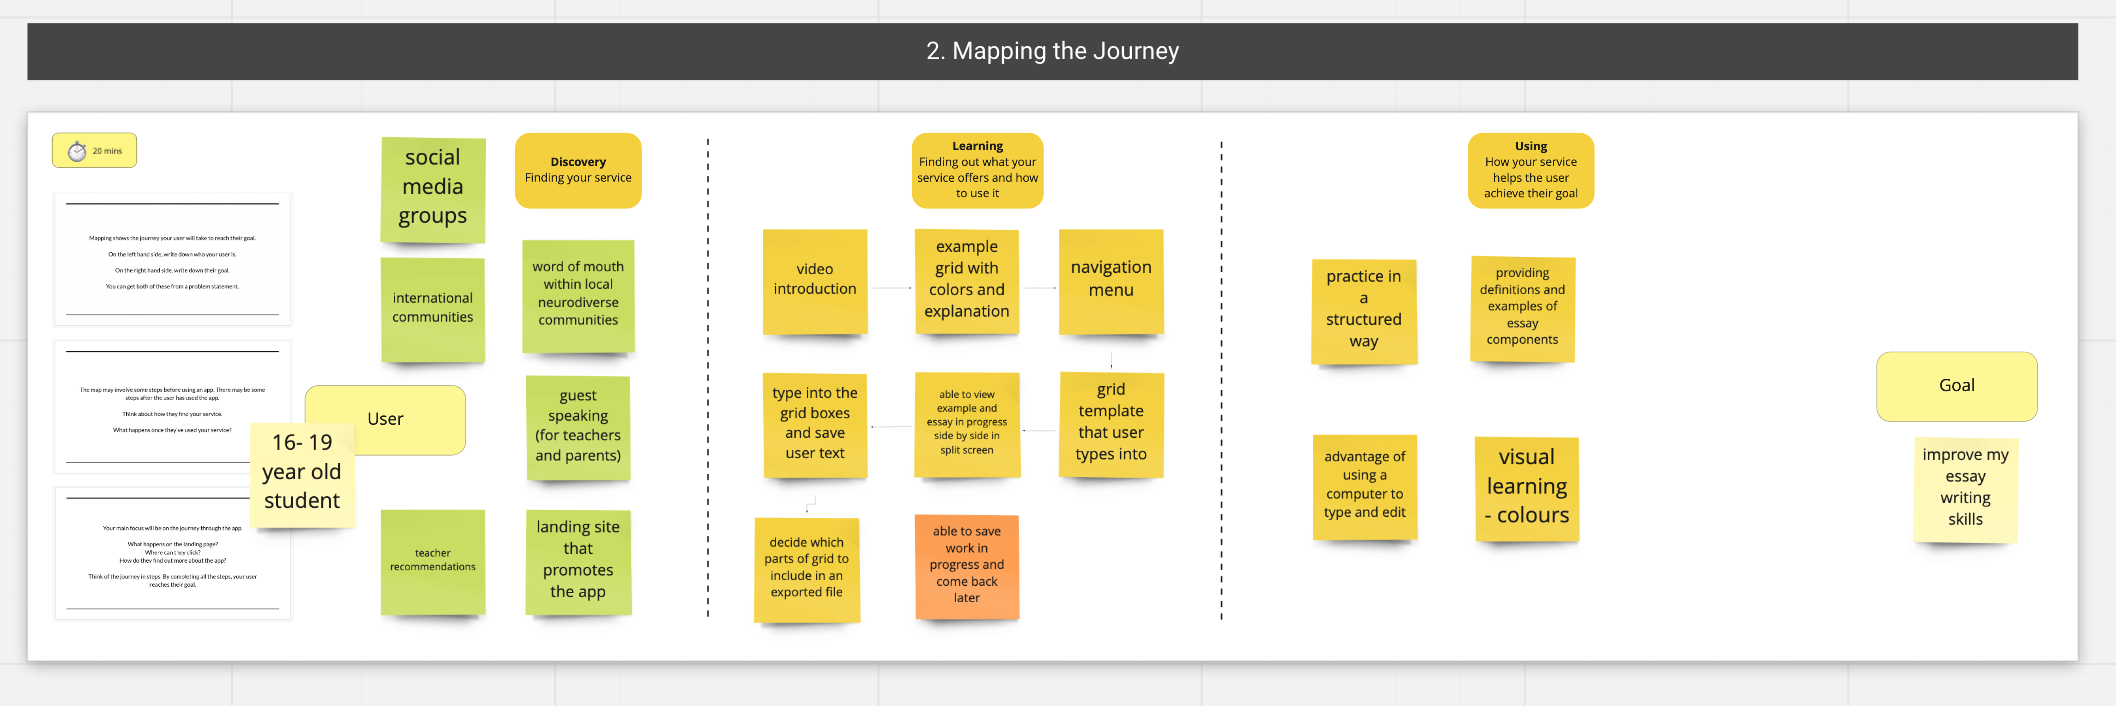 2. Mapping the Journey
20 mins
Mapping shows the journey your user will take to reach their goal.
On the left hand side, write down who your user is.
On the right hand side, write down their goal.
You can get both of these from a problem statement.
The map may involve some steps before using an app. There may be some
steps after the user has used the app.
Think about how they find your service.
What happens once they've used your service?
Your main focus will be on the journey through the app.
What happens on the landing page?
Where can they click?
How do they find out more about the app?
Think of the journey in steps. By completing all the steps, your user
reaches their goal.
User
16- 19
year old
student
social
media
groups
international
communities
teacher
recommendations
Discovery
Finding your service
word of mouth
within local
neurodiverse
communities
guest
speaking
(for teachers
and parents)
landing site
that
promotes
the app
Learning
Finding out what your
service offers and how
to use it
video
introduction
example
grid with
colors and
explanation
navigation
menu
type into the
grid boxes
and save
user text
able to view
example and
essay in progress
side by side in
split screen
grid
template
that user
types into
decide which
parts of grid to
include in an
exported file
able to save
work in
progress and
come back
later
Using
How your service
helps the user
achieve their goal
practice in
a
structured
way
providing
definitions and
examples of
essay
components
advantage of
using a
computer to
type and edit
visual
learning
- colours
Goal
improve my
essay
writing
skills